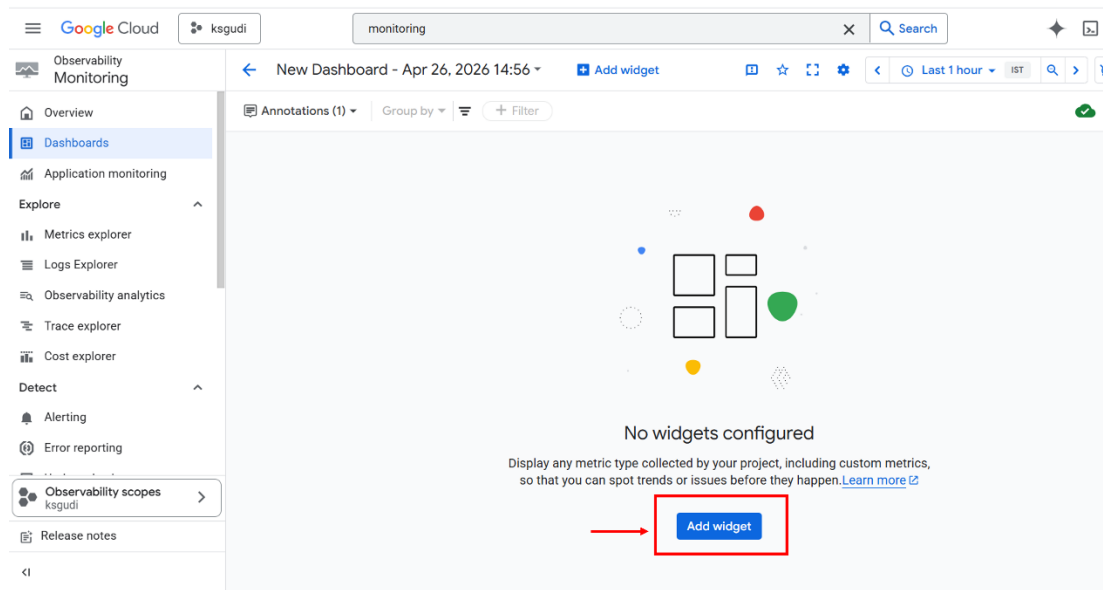 Google Cloud
ksgudi
monitoring
Search
Observability
Monitoring
New Dashboard - Apr 26, 2026 14:56
Add widget
Last 1 hour
IST
Overview
Annotations (1)
Group by
Filter
Dashboards
Application monitoring
Explore
Metrics explorer
Logs Explorer
Observability analytics
Trace explorer
Cost explorer
Detect
Alerting
Error reporting
Observability scopes
ksgudi
Release notes
No widgets configured
Display any metric type collected by your project, including custom metrics,
so that you can spot trends or issues before they happen. Learn more
Add widget